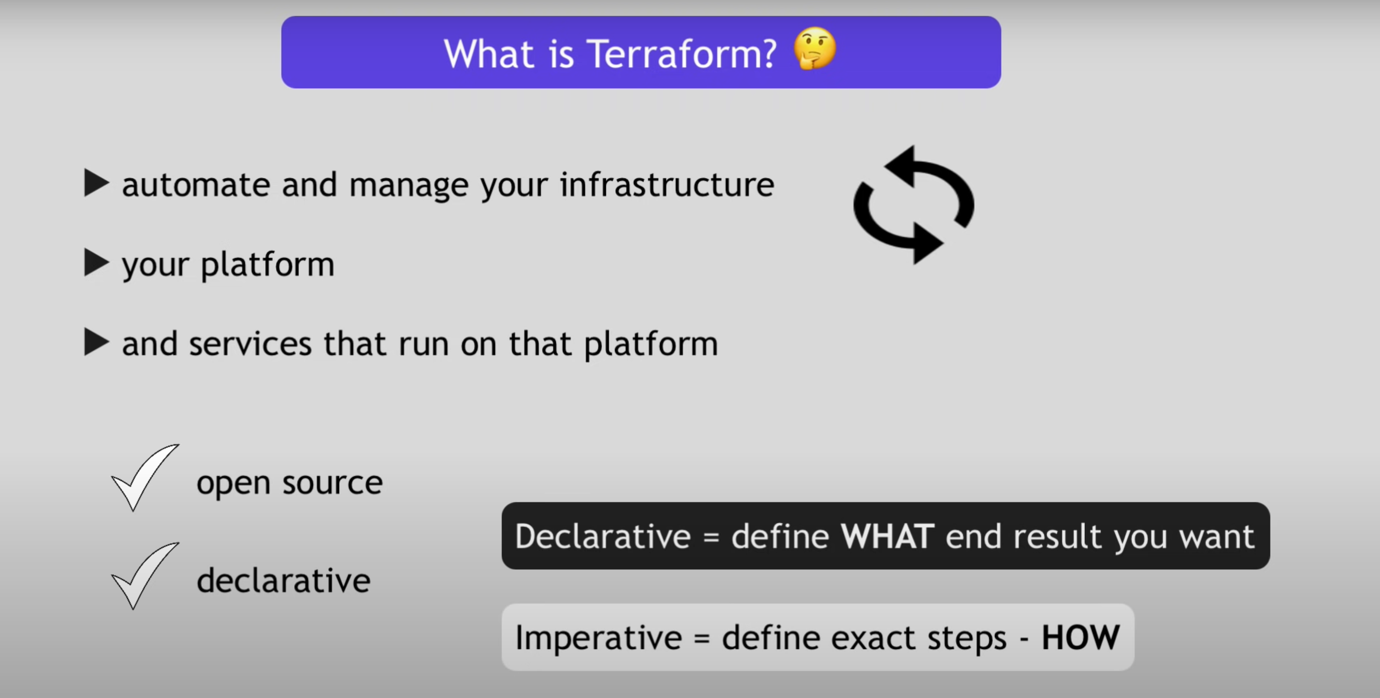 What is Terraform? 🤔
automate and manage your infrastructure
your platform
and services that run on that platform
open source
declarative
Declarative = define WHAT end result you want
Imperative = define exact steps - HOW